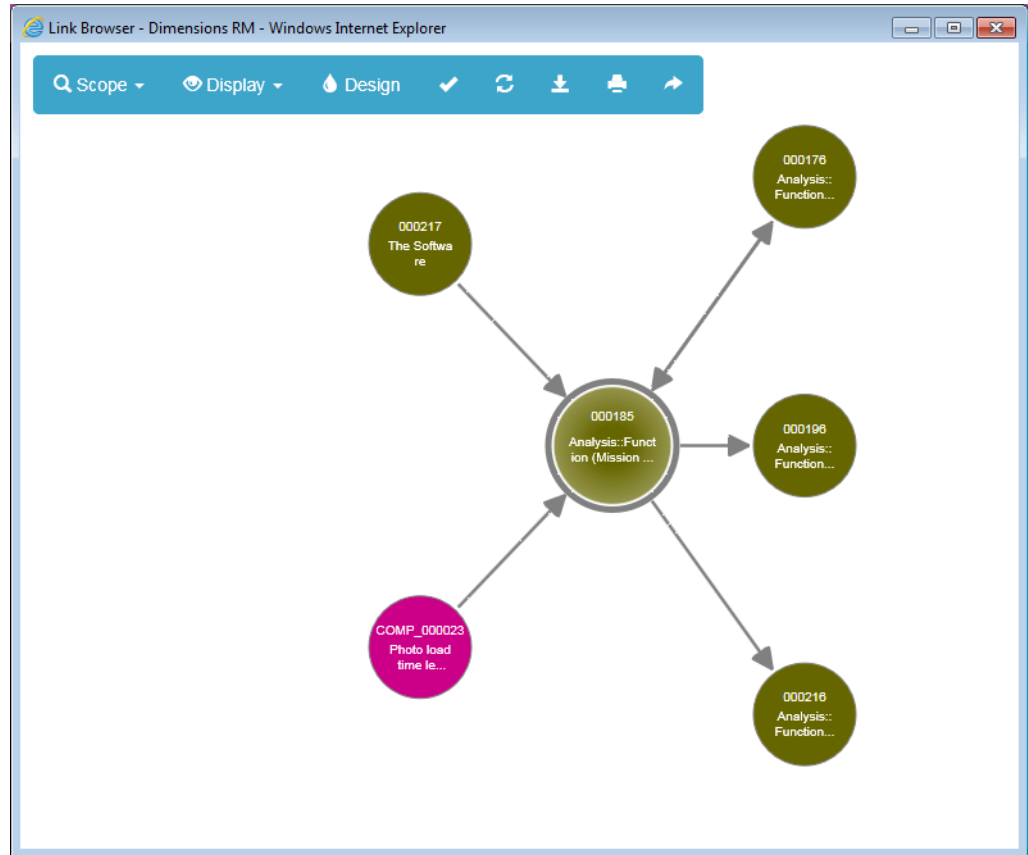 Link Browser - Dimensions RM - Windows Internet Explorer
Scope Display Design
000176
Analysis::
Function...
000217
The Softwa
re
000185
Analysis::Funct
ion (Mission ...
000196
Analysis::
Function...
COMP_000023
Photo load
time le...
000216
Analysis::
Function...